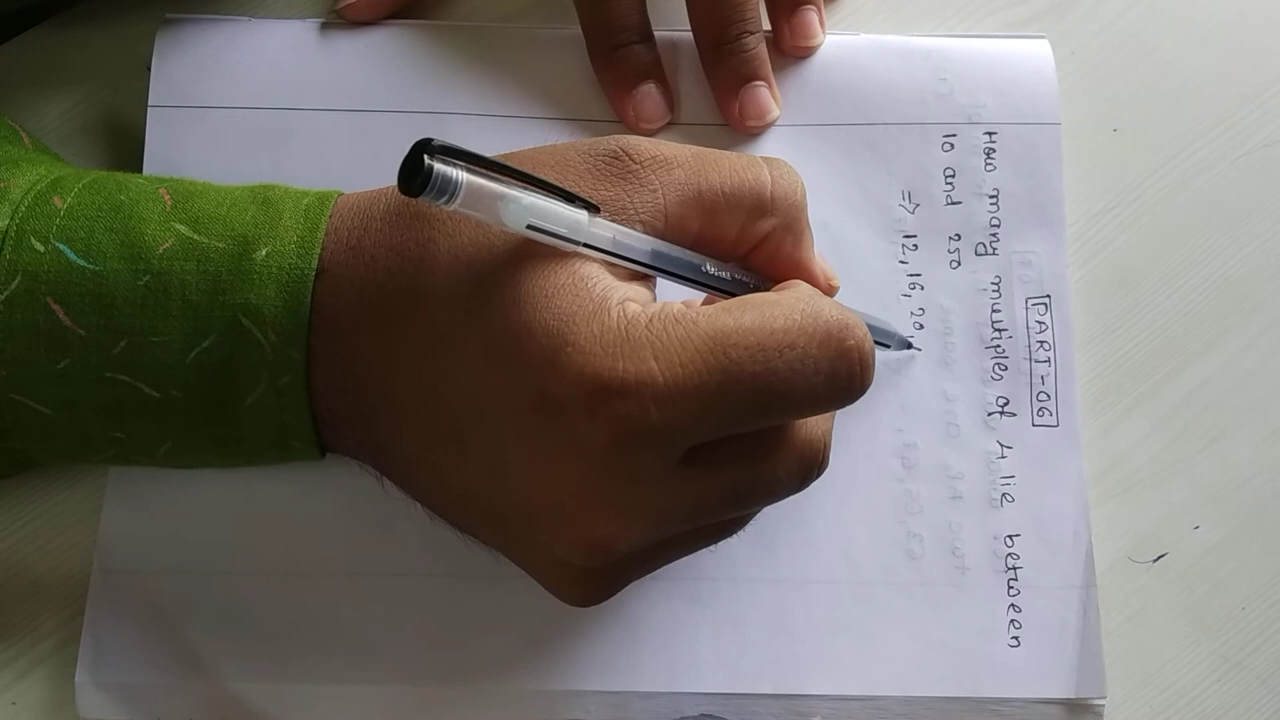 PART-06
How many multiples of 4 lie between
10 and 250
=> 12, 16, 20,